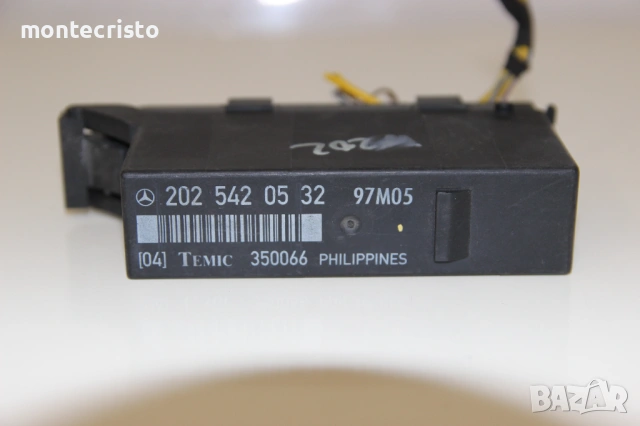 montecristo
202
202 542 05 32 97M05
[04] TEMIC 350066 PHILIPPINES
BAZAR